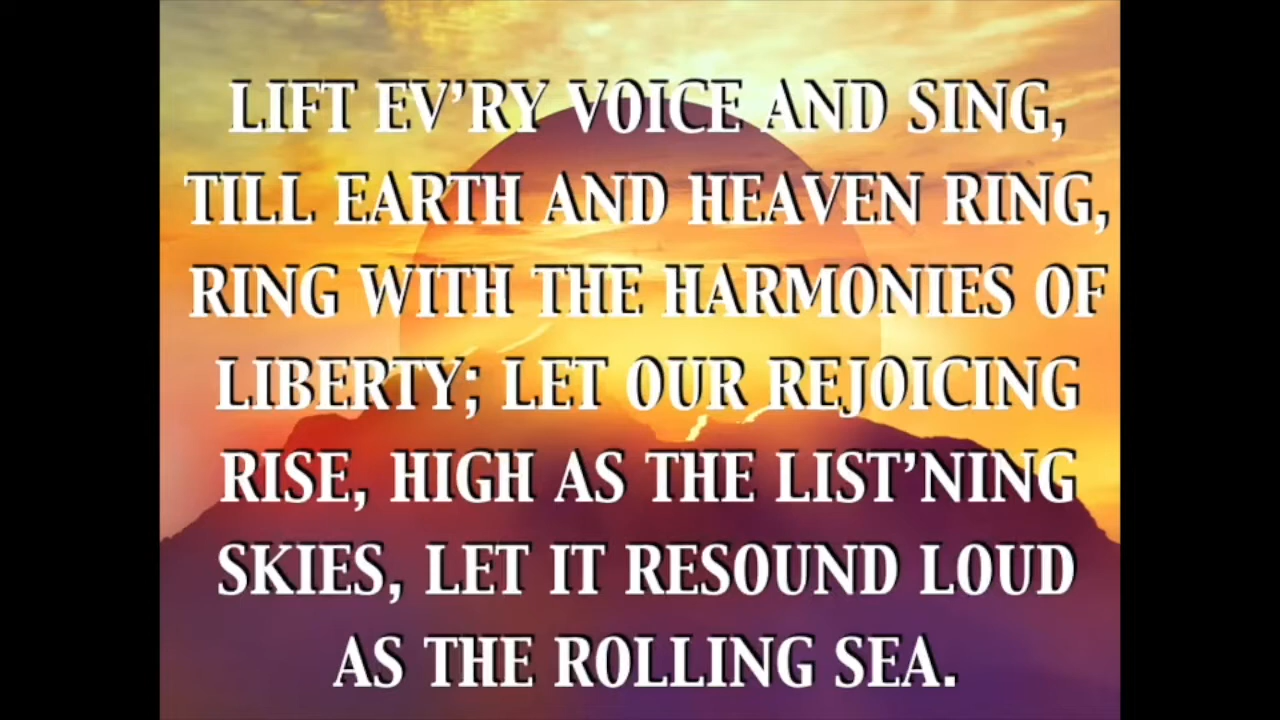 LIFT EV’RY VOICE AND SING,
TILL EARTH AND HEAVEN RING,
RING WITH THE HARMONIES OF
LIBERTY; LET OUR REJOICING
RISE, HIGH AS THE LIST’NING
SKIES, LET IT RESOUND LOUD
AS THE ROLLING SEA.